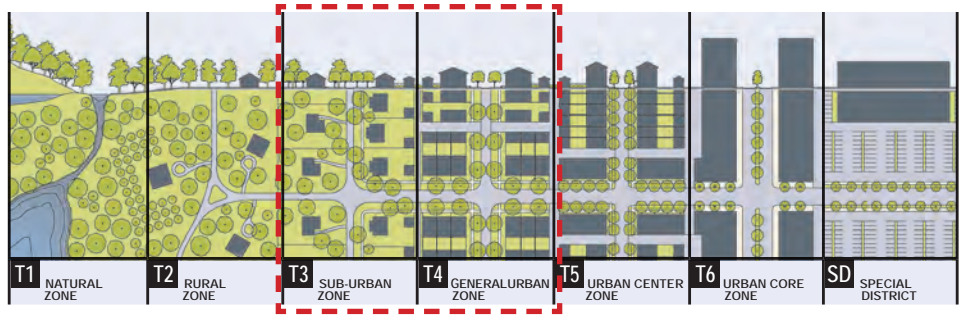 T1 NATURAL
ZONE
T2 RURAL
ZONE
T3 SUB-URBAN
ZONE
T4 GENERALURBAN
ZONE
T5 URBAN CENTER
ZONE
T6 URBAN CORE
ZONE
SD SPECIAL
DISTRICT